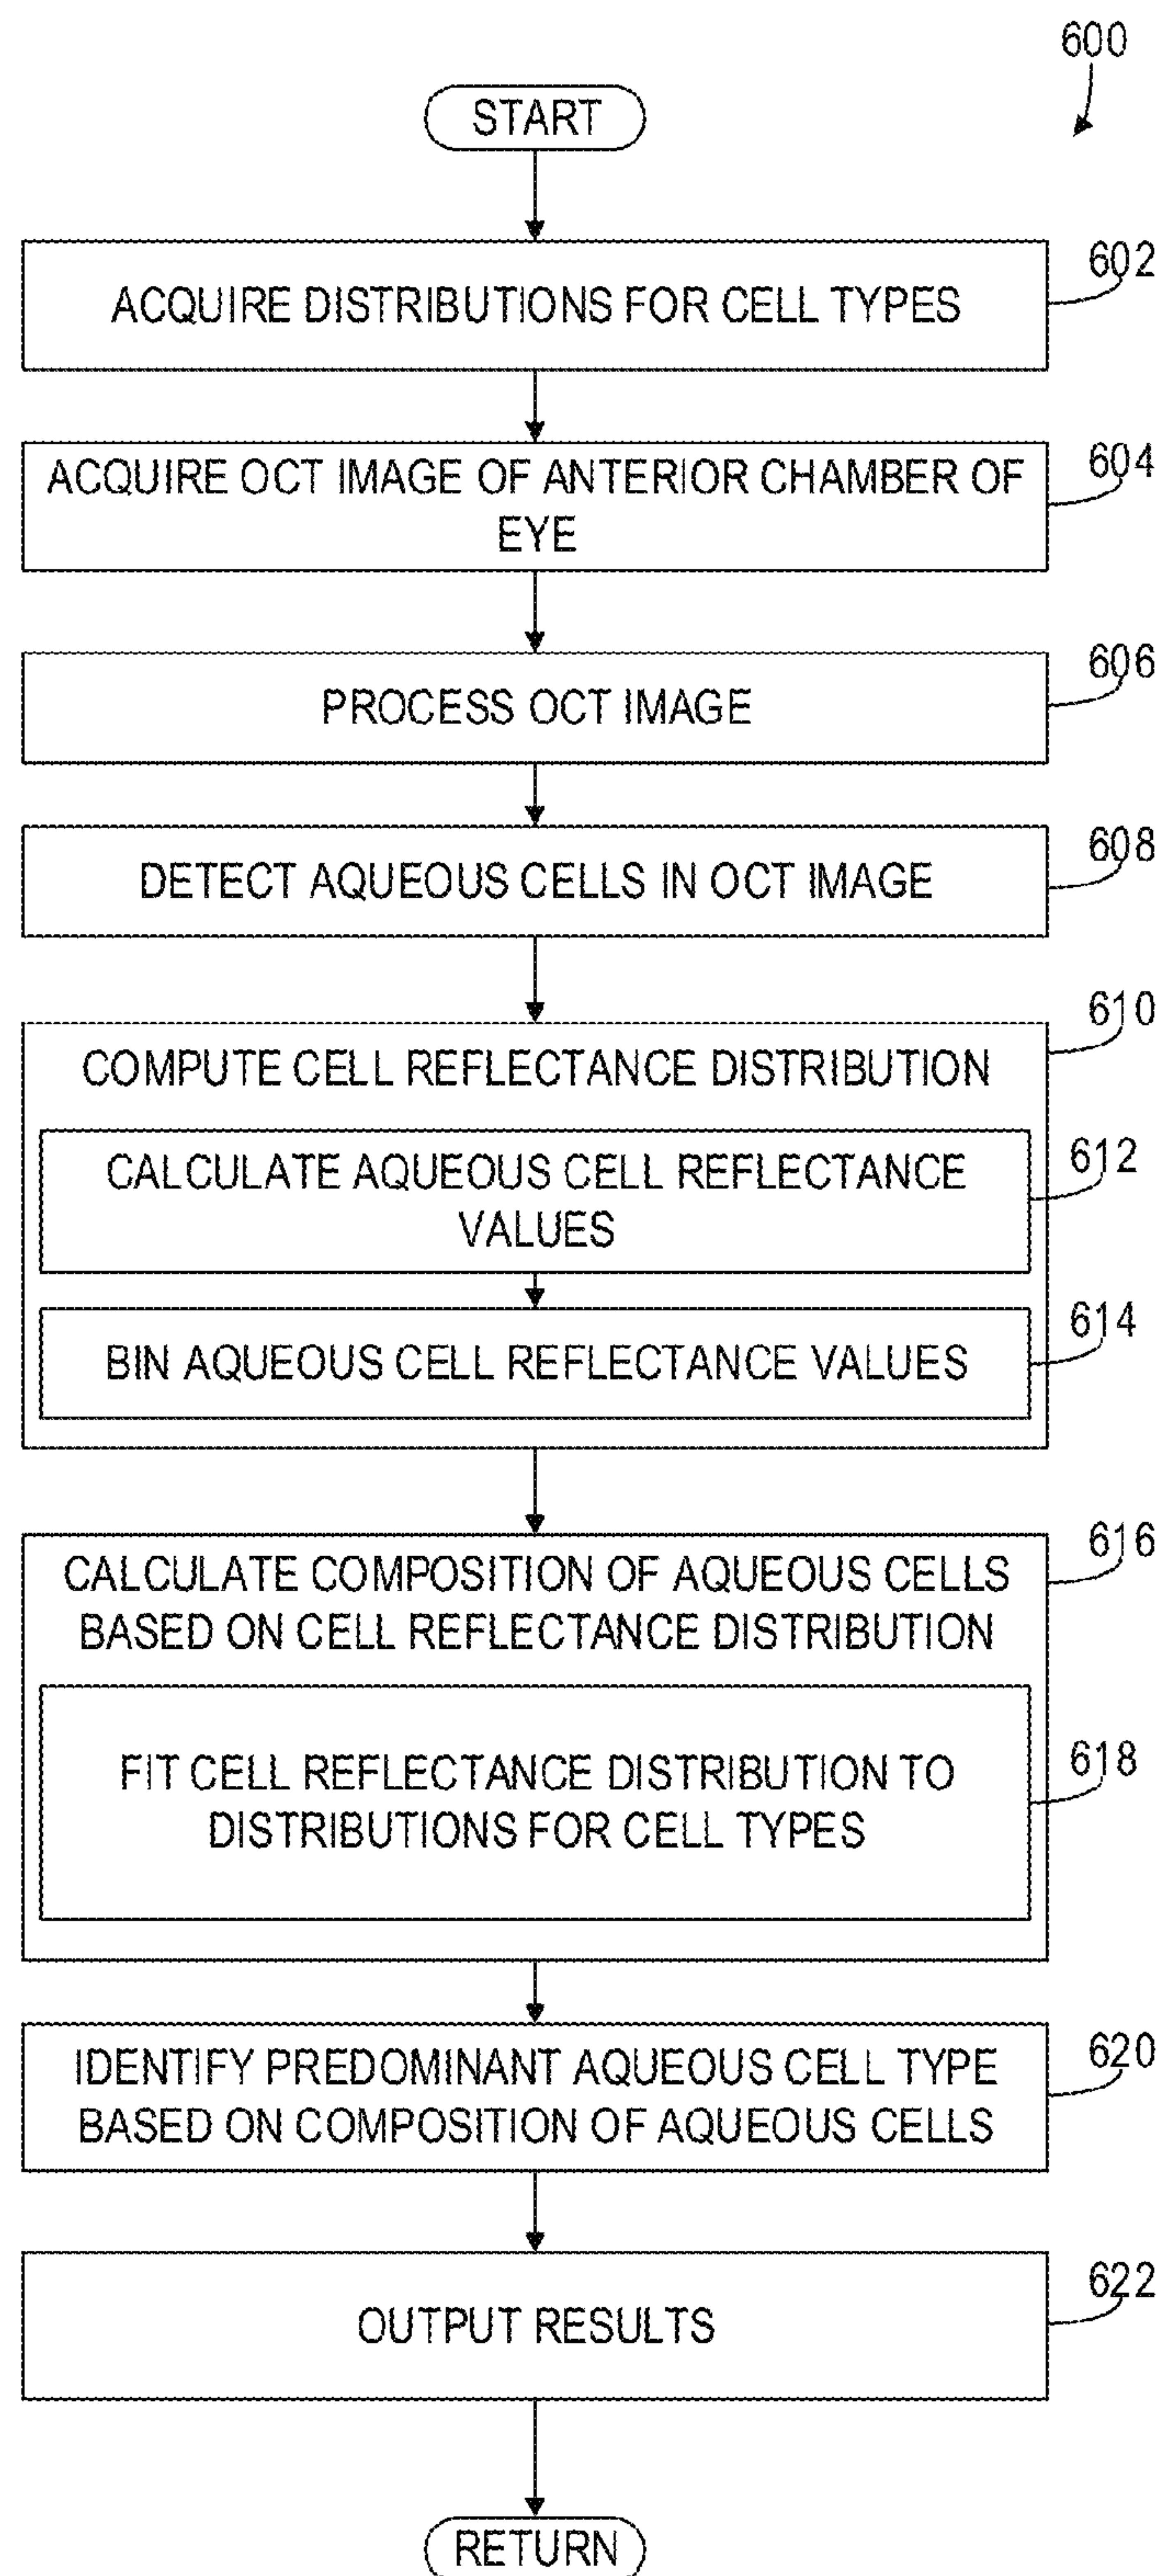 600
START
602
ACQUIRE DISTRIBUTIONS FOR CELL TYPES
604
ACQUIRE OCT IMAGE OF ANTERIOR CHAMBER OF
EYE
606
PROCESS OCT IMAGE
608
DETECT AQUEOUS CELLS IN OCT IMAGE
610
COMPUTE CELL REFLECTANCE DISTRIBUTION
612
CALCULATE AQUEOUS CELL REFLECTANCE
VALUES
614
BIN AQUEOUS CELL REFLECTANCE VALUES
616
CALCULATE COMPOSITION OF AQUEOUS CELLS
BASED ON CELL REFLECTANCE DISTRIBUTION
618
FIT CELL REFLECTANCE DISTRIBUTION TO
DISTRIBUTIONS FOR CELL TYPES
620
IDENTIFY PREDOMINANT AQUEOUS CELL TYPE
BASED ON COMPOSITION OF AQUEOUS CELLS
622
OUTPUT RESULTS
RETURN